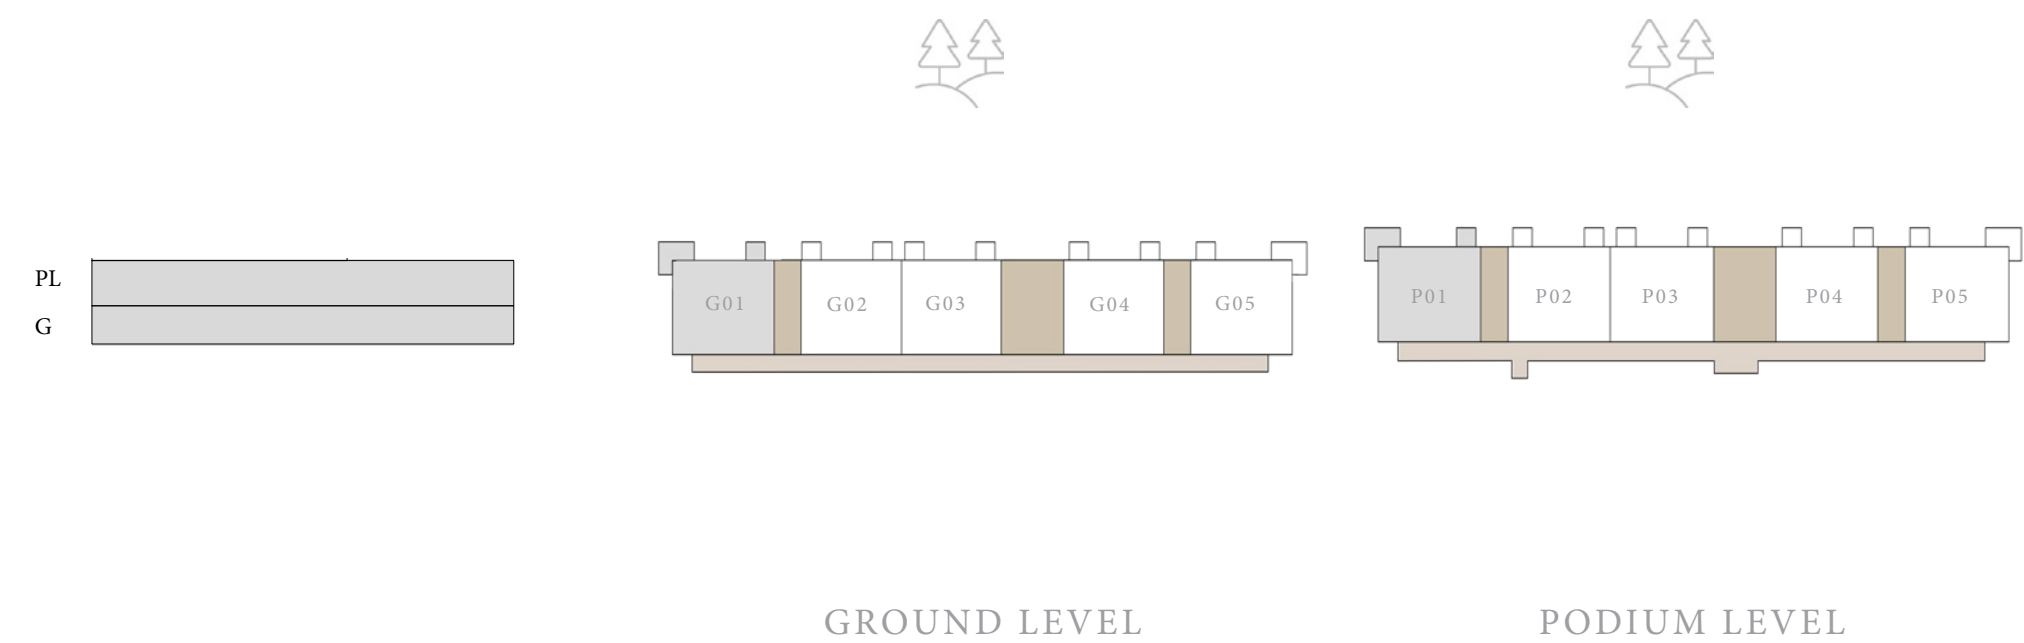 PL
G
G01
G02
G03
G04
G05
P01
P02
P03
P04
P05
GROUND LEVEL
PODIUM LEVEL